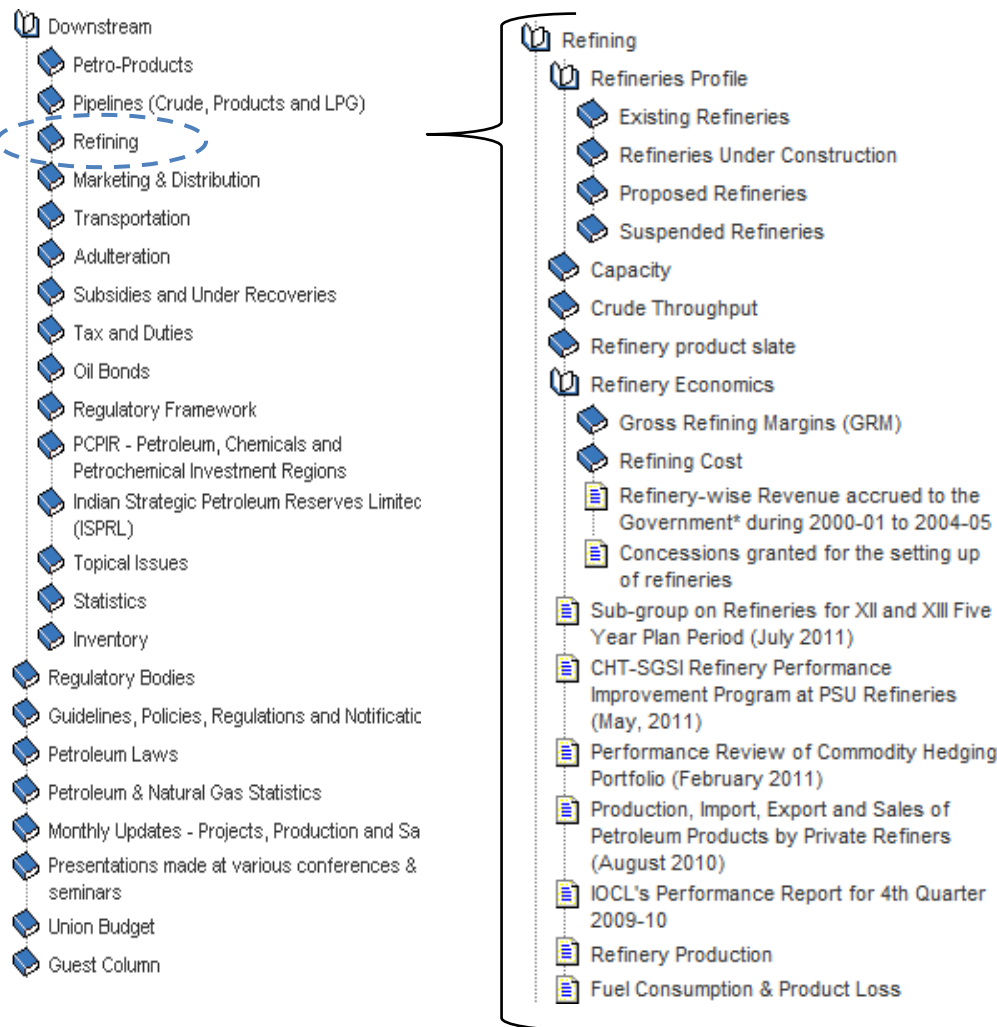 Downstream
Petro-Products
Pipelines (Crude, Products and LPG)
Refining
Marketing & Distribution
Transportation
Adulteration
Subsidies and Under Recoveries
Tax and Duties
Oil Bonds
Regulatory Framework
PCPIR - Petroleum, Chemicals and
Petrochemical Investment Regions
Indian Strategic Petroleum Reserves Limitec
(ISPRL)
Topical Issues
Statistics
Inventory
Regulatory Bodies
Guidelines, Policies, Regulations and Notificatic
Petroleum Laws
Petroleum & Natural Gas Statistics
Monthly Updates - Projects, Production and Sa
Presentations made at various conferences &
seminars
Union Budget
Guest Column
Refining
Refineries Profile
Existing Refineries
Refineries Under Construction
Proposed Refineries
Suspended Refineries
Capacity
Crude Throughput
Refinery product slate
Refinery Economics
Gross Refining Margins (GRM)
Refining Cost
Refinery-wise Revenue accrued to the
Government* during 2000-01 to 2004-05
Concessions granted for the setting up
of refineries
Sub-group on Refineries for XII and XIII Five
Year Plan Period (July 2011)
CHT-SGSI Refinery Performance
Improvement Program at PSU Refineries
(May, 2011)
Performance Review of Commodity Hedging
Portfolio (February 2011)
Production, Import, Export and Sales of
Petroleum Products by Private Refiners
(August 2010)
IOCL's Performance Report for 4th Quarter
2009-10
Refinery Production
Fuel Consumption & Product Loss